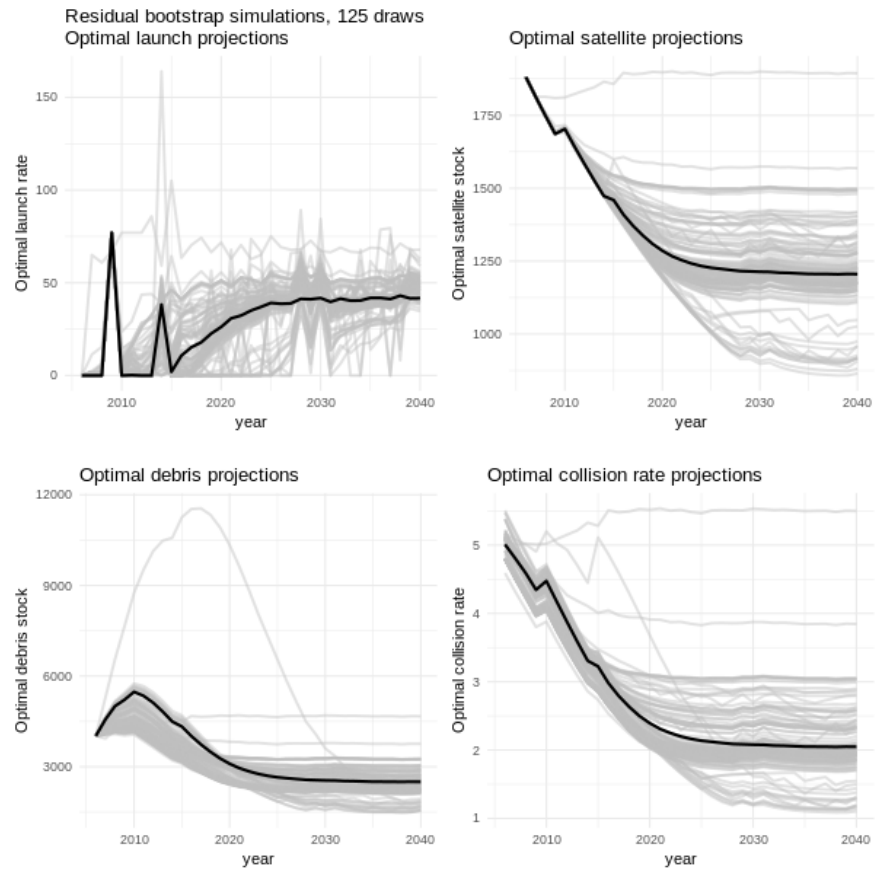 Residual bootstrap simulations, 125 draws
Optimal launch projections
Optimal launch rate
150
100
50
0
2010
2020
2030
2040
year
Optimal satellite projections
Optimal satellite stock
1750
1500
1250
1000
2010
2020
2030
2040
year
Optimal debris projections
Optimal debris stock
12000
9000
6000
3000
2010
2020
2030
2040
year
Optimal collision rate projections
Optimal collision rate
5
4
3
2
1
2010
2020
2030
2040
year